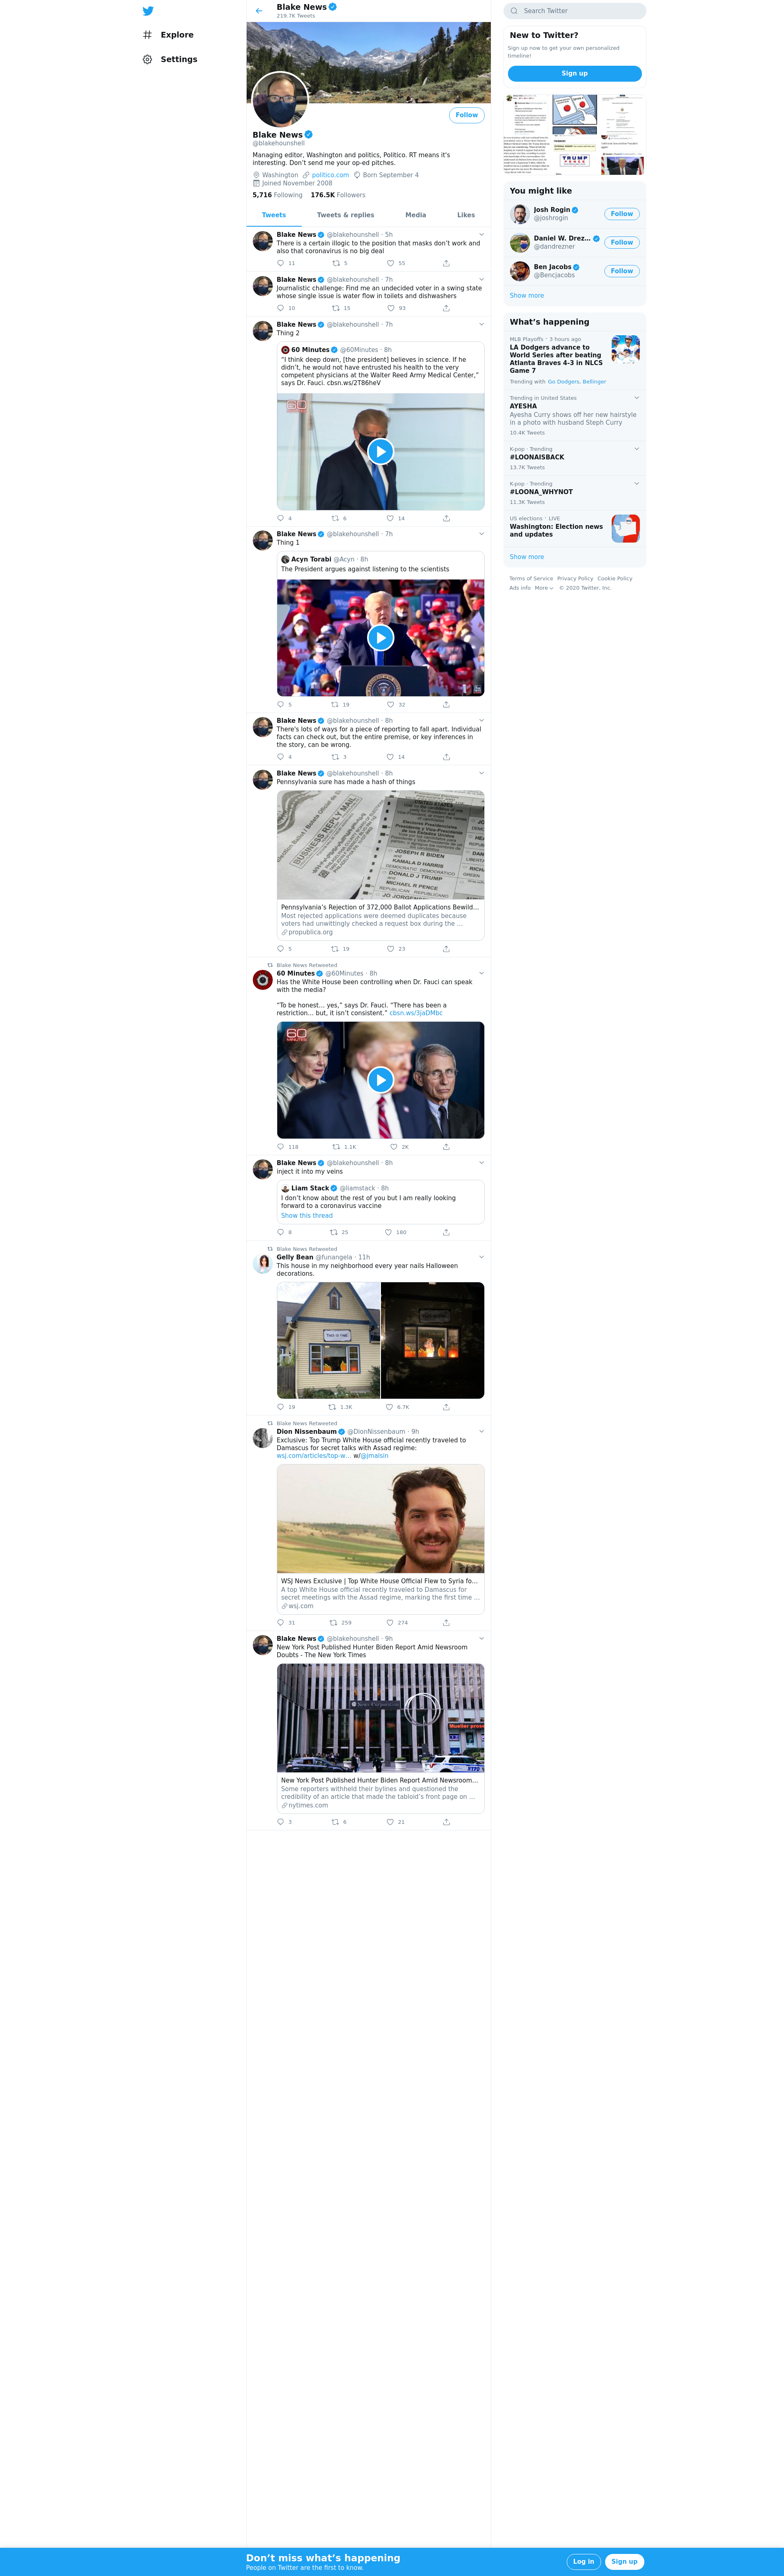 Explore
Settings
Blake News
219.7K Tweets
Follow
Blake News
@blakehounshell
Managing editor, Washington and politics, Politico. RT means it's
interesting. Don't send me your op-ed pitches.
Washington politico.com Born September 4
Joined November 2008
5,716 Following 176.5K Followers
Tweets Tweets & replies Media Likes
Blake News @blakehounshell · 5h
There is a certain illogic to the position that masks don't work and
also that coronavirus is no big deal
11 5 55
Blake News @blakehounshell · 7h
Journalistic challenge: Find me an undecided voter in a swing state
whose single issue is water flow in toilets and dishwashers
10 15 93
Blake News @blakehounshell · 7h
Thing 2
60 Minutes @60Minutes · 8h
"I think deep down, [the president] believes in science. If he
didn't, he would not have entrusted his health to the very
competent physicians at the Walter Reed Army Medical Center,"
says Dr. Fauci. cbsn.ws/2T86heV
60
4 6 14
Blake News @blakehounshell · 7h
Thing 1
Acyn Torabi @Acyn · 8h
The President argues against listening to the scientists
5 19 32
Blake News @blakehounshell · 8h
There's lots of ways for a piece of reporting to fall apart. Individual
facts can check out, but the entire premise, or key inferences in
the story, can be wrong.
4 3 14
Blake News @blakehounshell · 8h
Pennsylvania sure has made a hash of things
BUSINESS REPLY MAIL
JOSEPH R BIDEN
KAMALA D HARRIS
DEMOCRATIC
DONALD J TRUMP
MICHAEL R PENCE
REPUBLICAN
Pennsylvania's Rejection of 372,000 Ballot Applications Bewild...
Most rejected applications were deemed duplicates because
voters had unwittingly checked a request box during the ...
propublica.org
5 19 23
Blake News Retweeted
60 Minutes @60Minutes · 8h
Has the White House been controlling when Dr. Fauci can speak
with the media?
"To be honest… yes," says Dr. Fauci. "There has been a
restriction… but, it isn't consistent." cbsn.ws/3jaDMbc
60
MINUTES
118 1.1K 2K
Blake News @blakehounshell · 8h
inject it into my veins
Liam Stack @liamstack · 8h
I don't know about the rest of you but I am really looking
forward to a coronavirus vaccine
Show this thread
8 25 180
Blake News Retweeted
Gelly Bean @funangela · 11h
This house in my neighborhood every year nails Halloween
decorations.
THIS IS FINE
19 1.3K 6.7K
Blake News Retweeted
Dion Nissenbaum @DionNissenbaum · 9h
Exclusive: Top Trump White House official recently traveled to
Damascus for secret talks with Assad regime:
wsj.com/articles/top-w... w/@jmalsin
WSJ News Exclusive | Top White House Official Flew to Syria fo...
A top White House official recently traveled to Damascus for
secret meetings with the Assad regime, marking the first time ...
wsj.com
31 259 274
Blake News @blakehounshell · 9h
New York Post Published Hunter Biden Report Amid Newsroom
Doubts - The New York Times
News Corporation
Mueller prosec
New York Post Published Hunter Biden Report Amid Newsroom...
Some reporters withheld their bylines and questioned the
credibility of an article that made the tabloid's front page on ...
nytimes.com
3 6 21
Search Twitter
New to Twitter?
Sign up now to get your own personalized
timeline!
Sign up
TRUMP
You might like
Josh Rogin
@joshrogin
Follow
Daniel W. Drez...
@dandrezner
Follow
Ben Jacobs
@Bencjacobs
Follow
Show more
What's happening
MLB Playoffs · 3 hours ago
LA Dodgers advance to
World Series after beating
Atlanta Braves 4-3 in NLCS
Game 7
Trending with Go Dodgers, Bellinger
Trending in United States
AYESHA
Ayesha Curry shows off her new hairstyle
in a photo with husband Steph Curry
10.4K Tweets
K-pop · Trending
#LOONAISBACK
13.7K Tweets
K-pop · Trending
#LOONA_WHYNOT
11.3K Tweets
US elections · LIVE
Washington: Election news
and updates
Show more
Terms of Service Privacy Policy Cookie Policy
Ads info More © 2020 Twitter, Inc.
Don't miss what's happening
People on Twitter are the first to know.
Log in Sign up